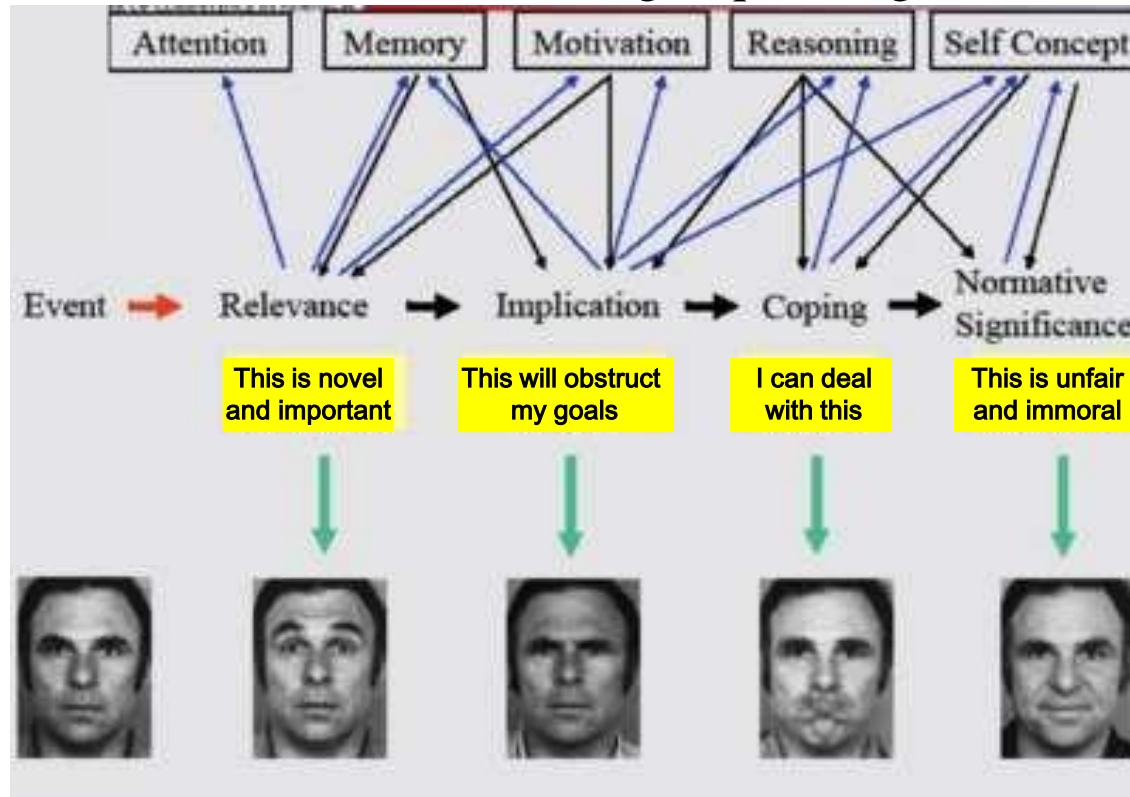 Attention Memory Motivation Reasoning Self Concept
Event Relevance Implication Coping Normative
Significance
This is novel
and important
This will obstruct
my goals
I can deal
with this
This is unfair
and immoral